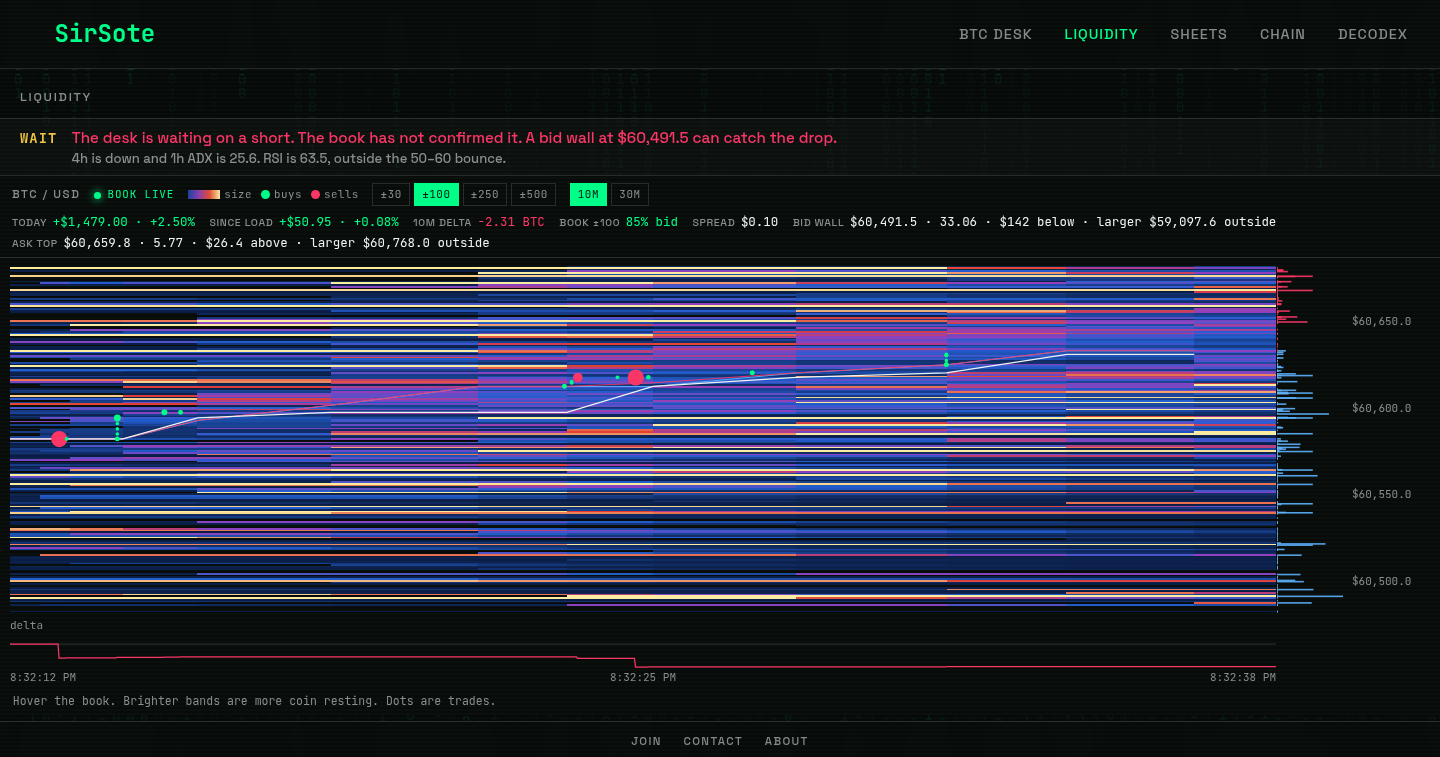 SirSote
BTC DESK LIQUIDITY SHEETS CHAIN DECODEX
LIQUIDITY
WAIT The desk is waiting on a short. The book has not confirmed it. A bid wall at $60,491.5 can catch the drop.
4h is down and 1h ADX is 25.6. RSI is 63.5, outside the 50–60 bounce.
BTC / USD BOOK LIVE size buys sells ±30 ±100 ±250 ±500 10M 30M
TODAY +$1,479.00 · +2.50% SINCE LOAD +$50.95 · +0.08% 10M DELTA -2.31 BTC BOOK ±100 85% bid SPREAD $0.10 BID WALL $60,491.5 · 33.06 · $142 below · larger $59,097.6 outside
ASK TOP $60,659.8 · 5.77 · $26.4 above · larger $60,768.0 outside
$60,650.0
$60,600.0
$60,550.0
$60,500.0
delta
8:32:12 PM 8:32:25 PM 8:32:38 PM
Hover the book. Brighter bands are more coin resting. Dots are trades.
JOIN CONTACT ABOUT